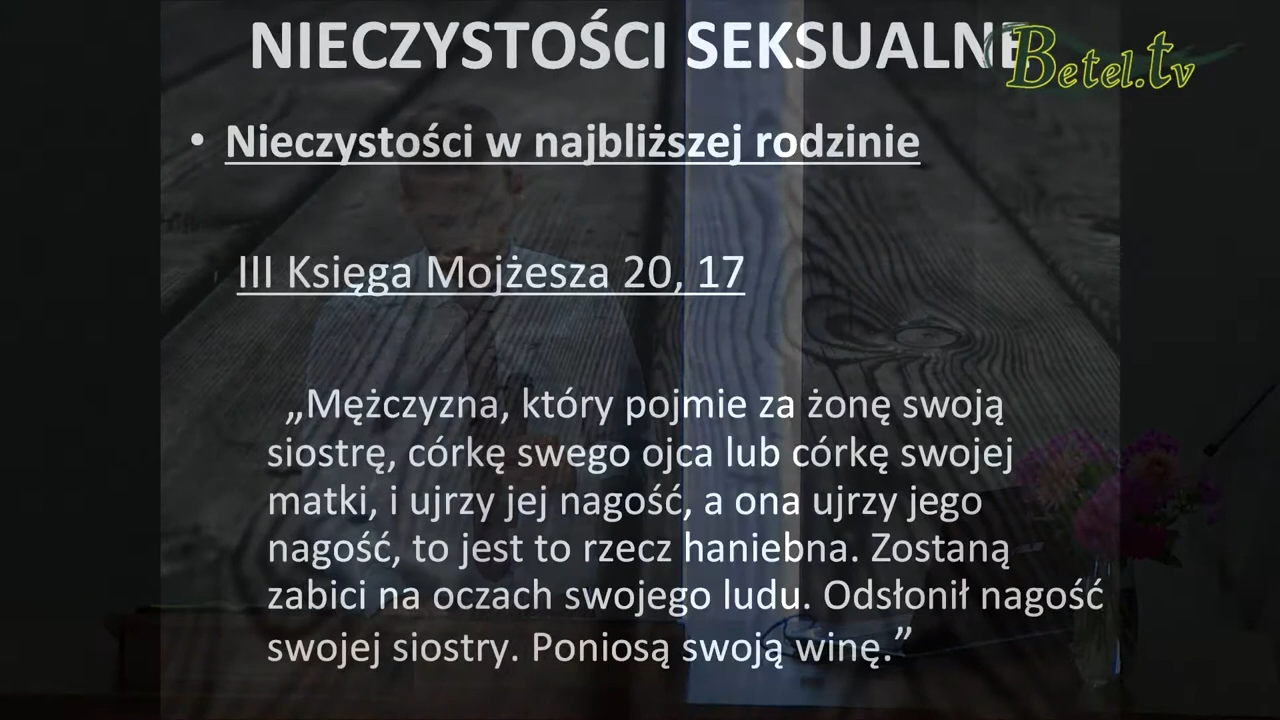 NIECZYSTOŚCI SEKSUALNE
Betel.tv
• Nieczystości w najbliższej rodzinie
III Księga Mojżesza 20, 17
„Mężczyzna, który pojmie za żonę swoją
siostrę, córkę swego ojca lub córkę swojej
matki, i ujrzy jej nagość, a ona ujrzy jego
nagość, to jest to rzecz haniebna. Zostaną
zabici na oczach swojego ludu. Odsłonił nagość
swojej siostry. Poniosą swoją winę.”